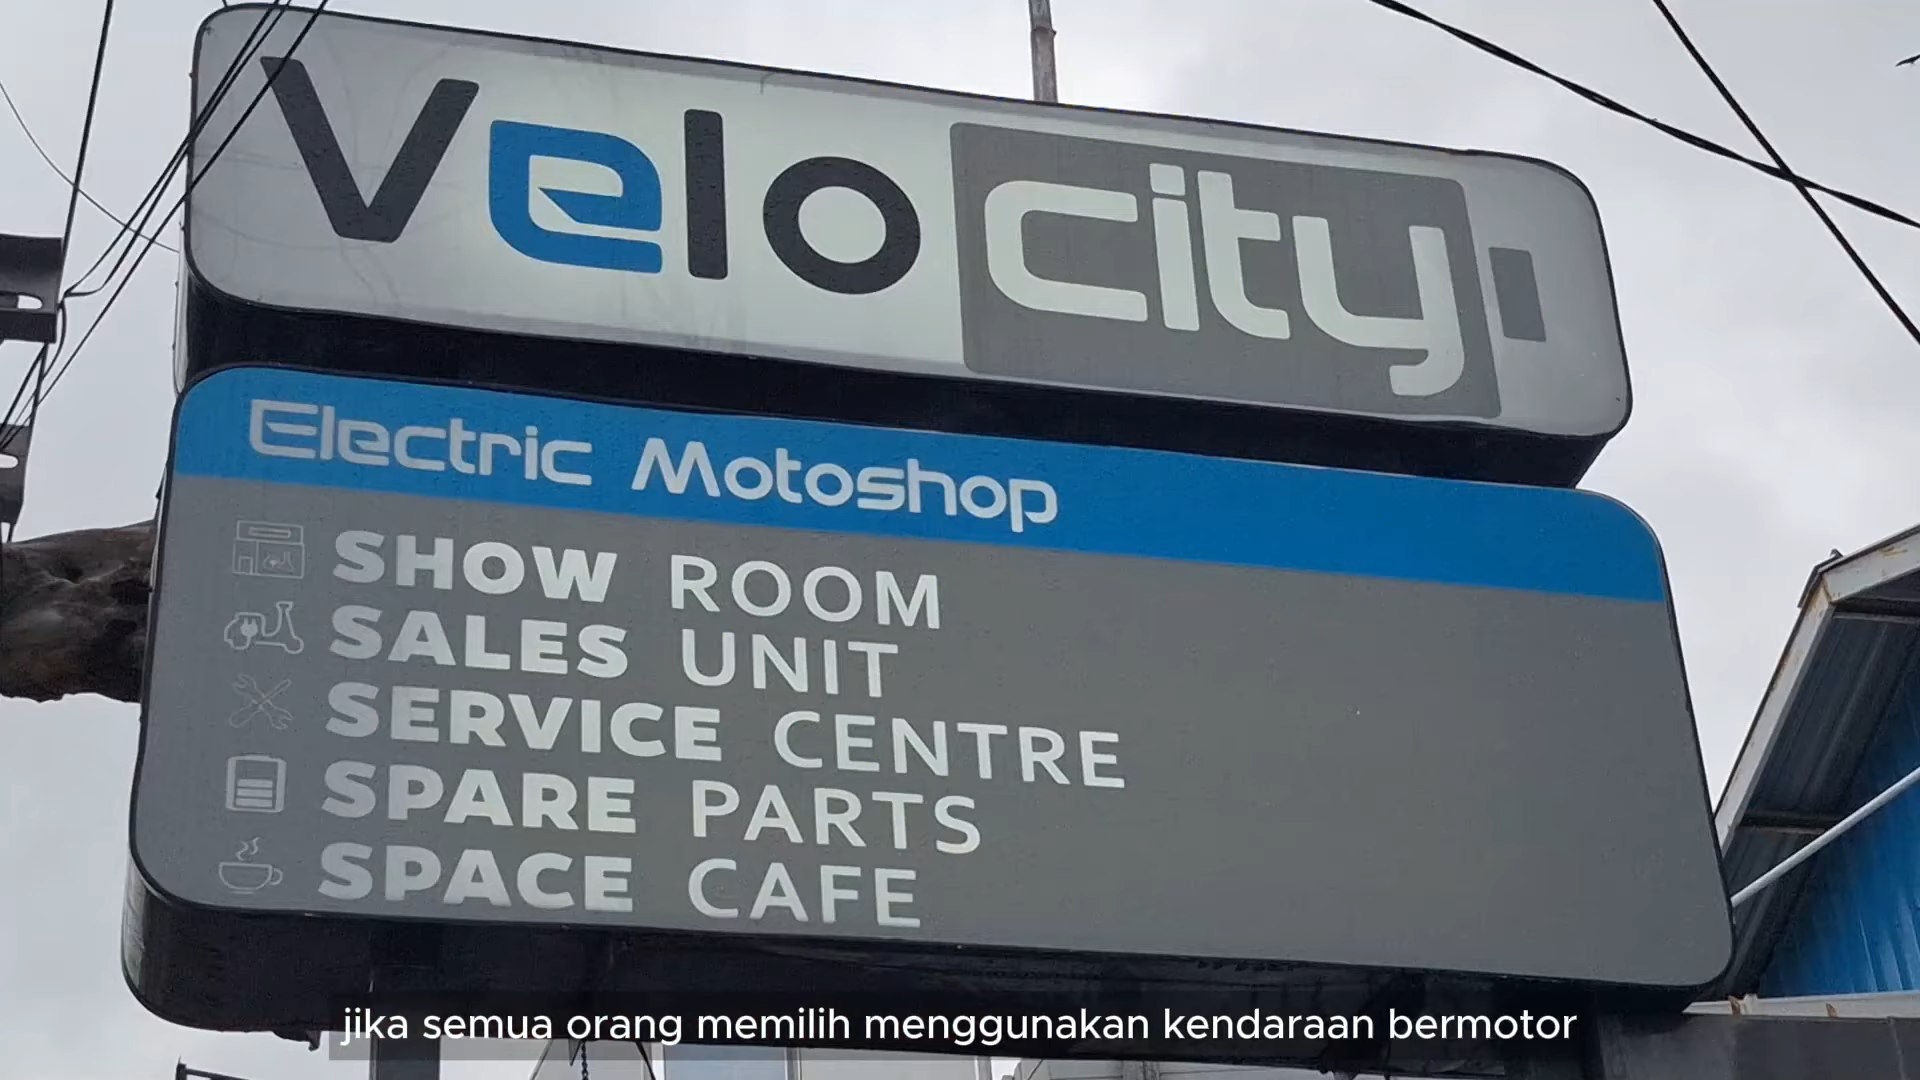 Velocity
Electric Motoshop
SHOW ROOM
SALES UNIT
SERVICE CENTRE
SPARE PARTS
SPACE CAFE
jika semua orang memilih menggunakan kendaraan bermotor